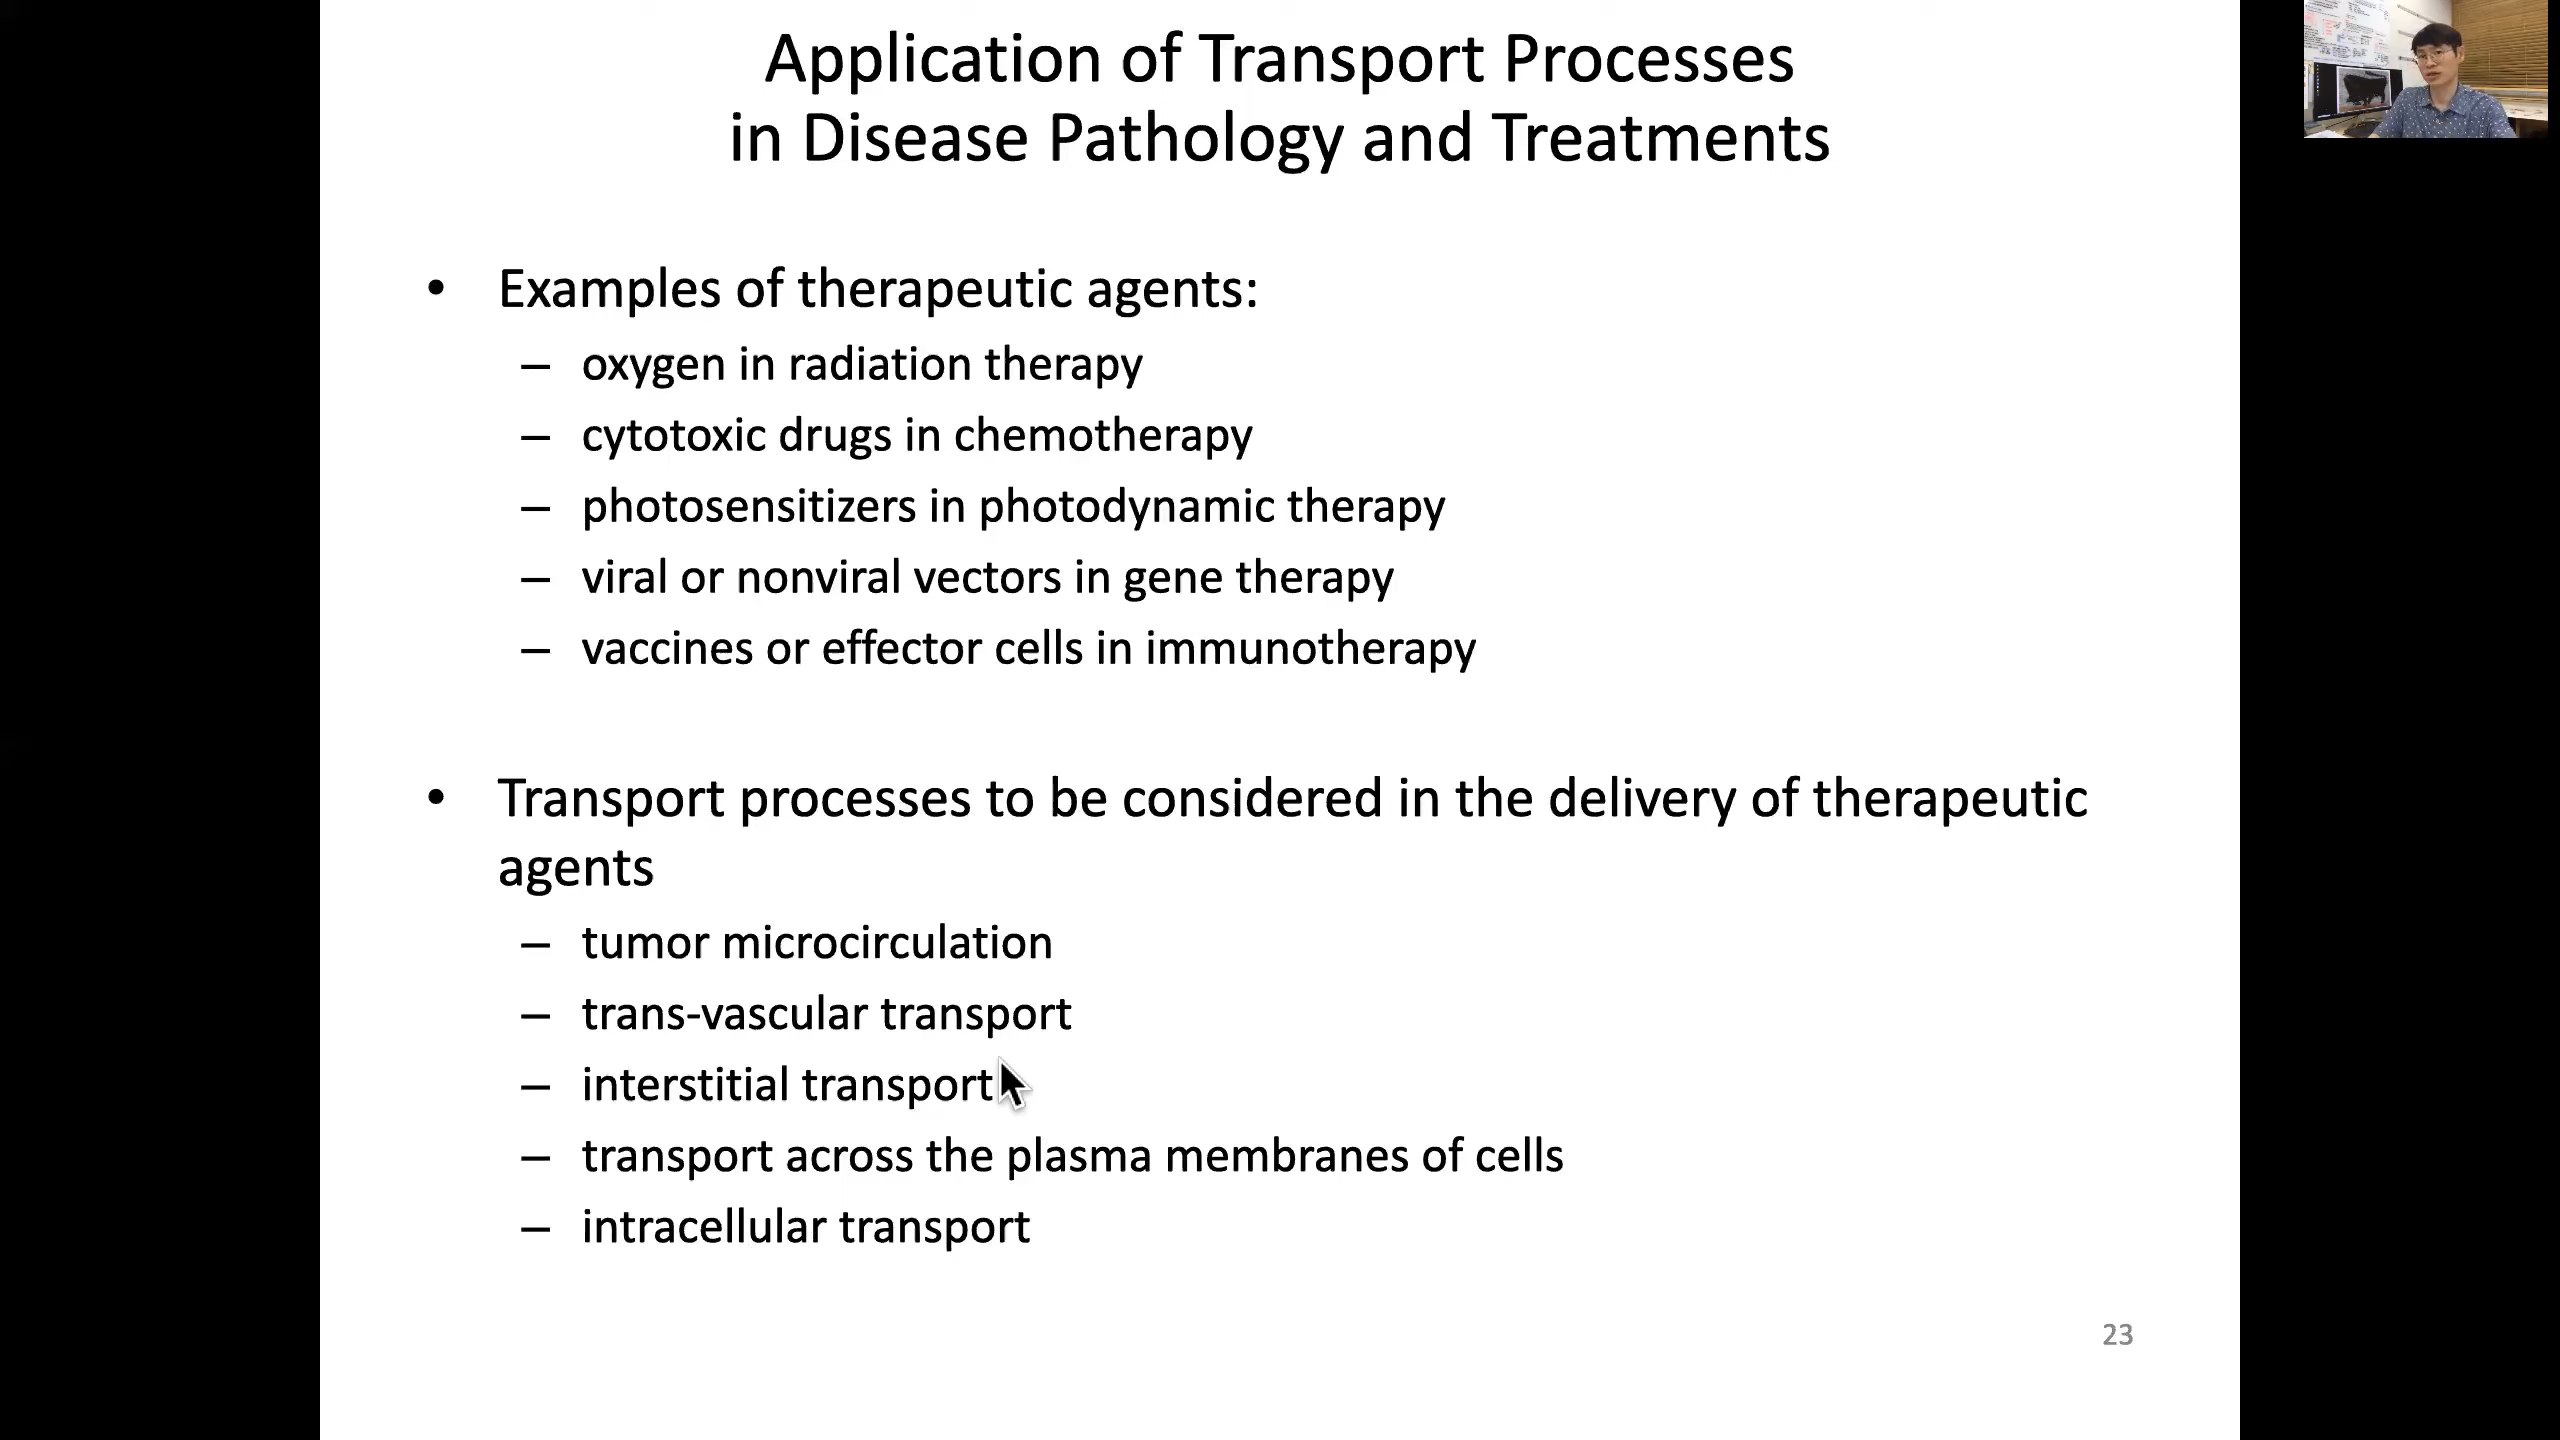 Application of Transport Processes
in Disease Pathology and Treatments
• Examples of therapeutic agents:
– oxygen in radiation therapy
– cytotoxic drugs in chemotherapy
– photosensitizers in photodynamic therapy
– viral or nonviral vectors in gene therapy
– vaccines or effector cells in immunotherapy
• Transport processes to be considered in the delivery of therapeutic
agents
– tumor microcirculation
– trans-vascular transport
– interstitial transport
– transport across the plasma membranes of cells
– intracellular transport
23